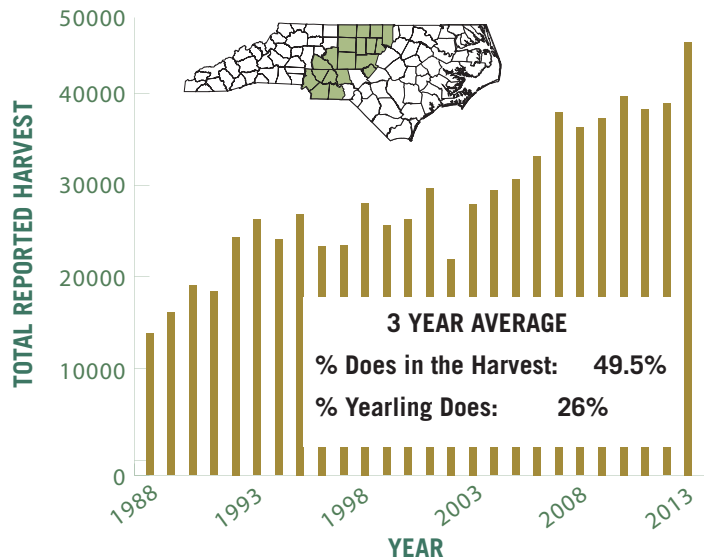 50000
40000
30000
20000
10000
0
TOTAL REPORTED HARVEST
3 YEAR AVERAGE
% Does in the Harvest: 49.5%
% Yearling Does: 26%
1988 1993 1998 2003 2008 2013
YEAR